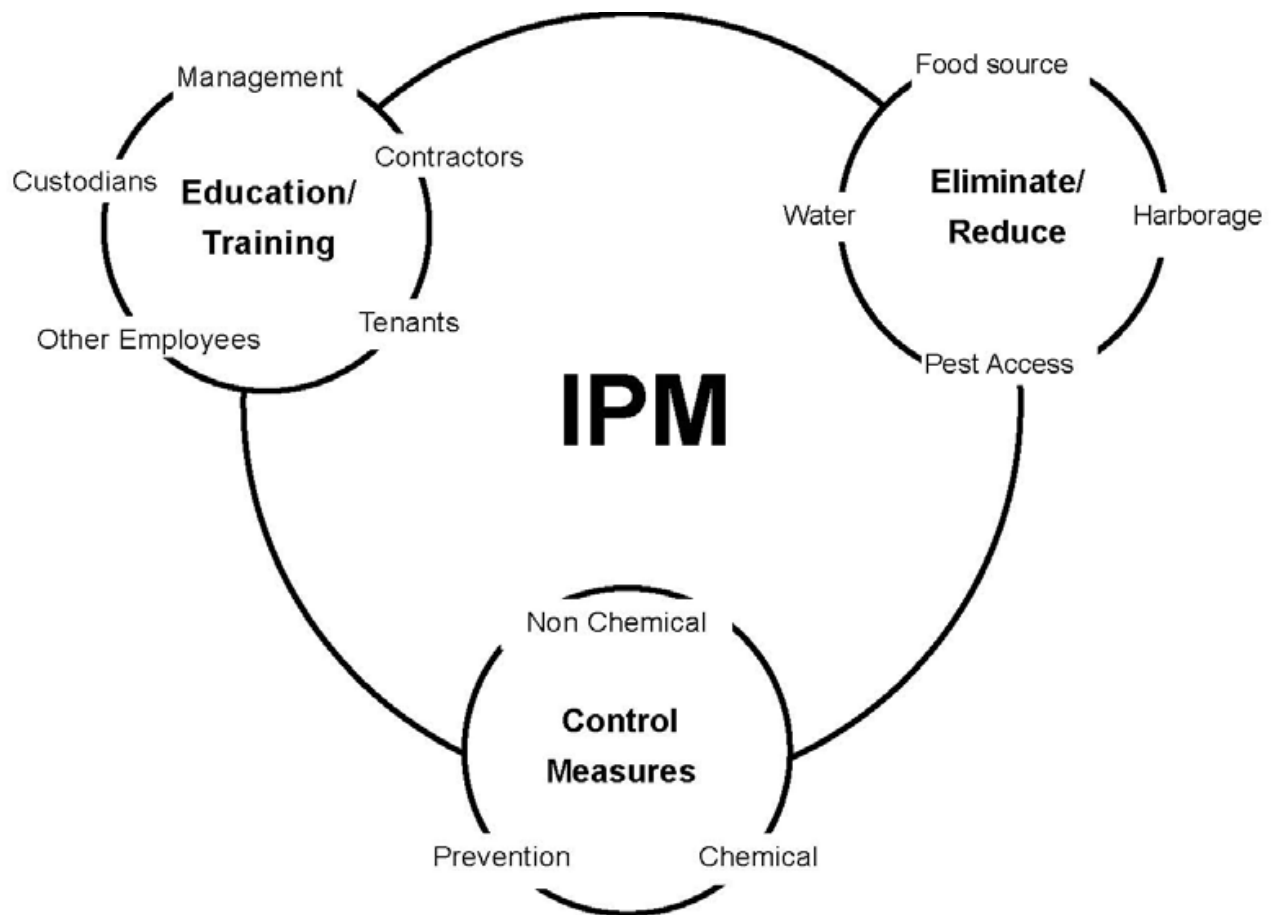 Management
Contractors
Custodians
Education/
Training
Other Employees
Tenants
Food source
Eliminate/
Reduce
Water
Harborage
Pest Access
IPM
Non Chemical
Control
Measures
Prevention
Chemical